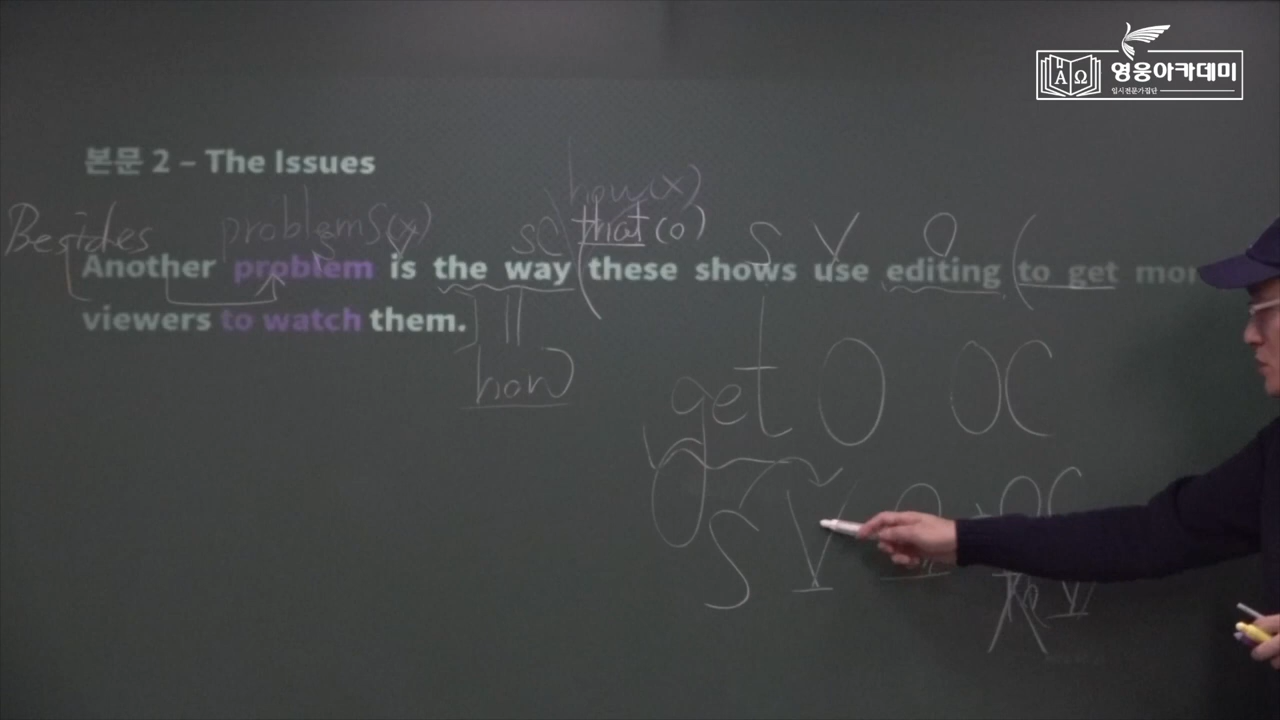 영웅아카데미
입시전문가집단
본문 2 – The Issues
how(x)
Besides problems(x) V SC that(o) S V O
Another problem is the way these shows use editing to get mor
viewers to watch them.
how
get O OC
O S V O OC